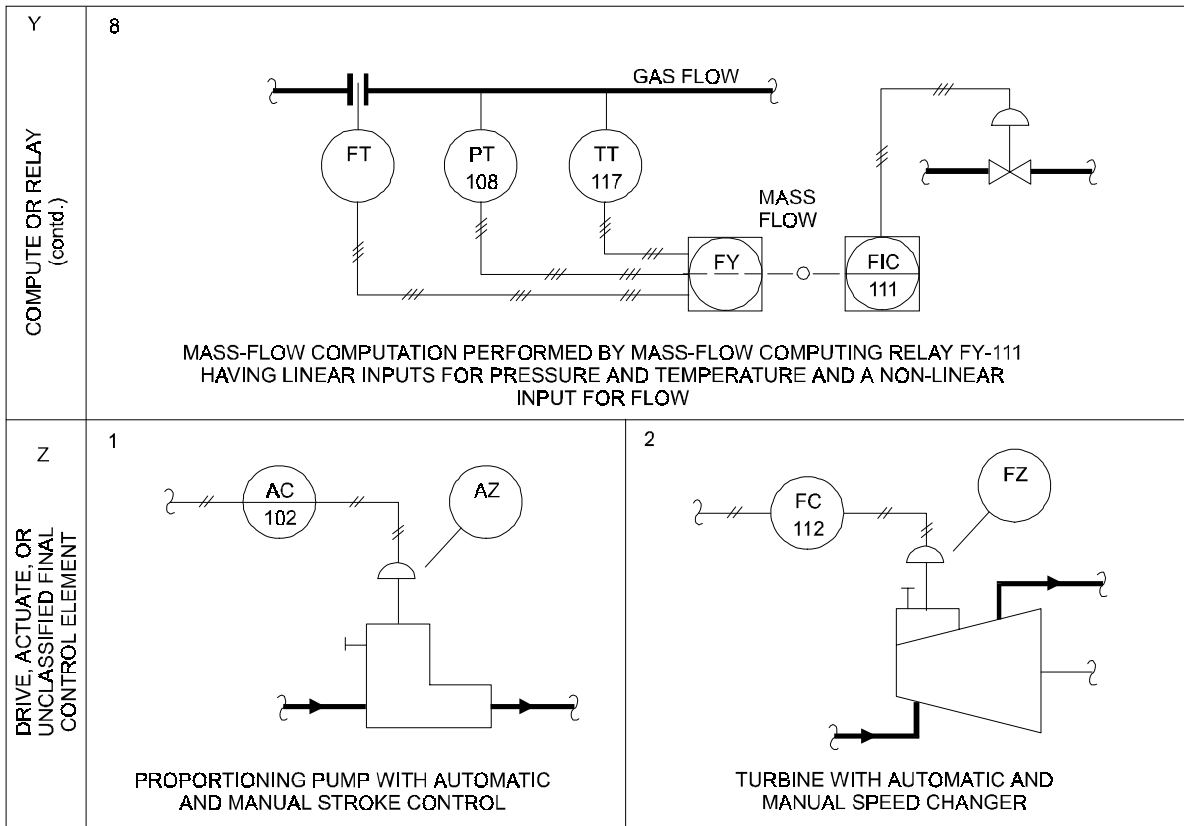 Y
COMPUTE OR RELAY
(contd.)
8
GAS FLOW
FT
PT
108
TT
117
MASS
FLOW
FY
FIC
111
MASS-FLOW COMPUTATION PERFORMED BY MASS-FLOW COMPUTING RELAY FY-111
HAVING LINEAR INPUTS FOR PRESSURE AND TEMPERATURE AND A NON-LINEAR
INPUT FOR FLOW
Z
DRIVE, ACTUATE, OR
UNCLASSIFIED FINAL
CONTROL ELEMENT
1
AC
102
AZ
PROPORTIONING PUMP WITH AUTOMATIC
AND MANUAL STROKE CONTROL
2
FC
112
FZ
TURBINE WITH AUTOMATIC AND
MANUAL SPEED CHANGER